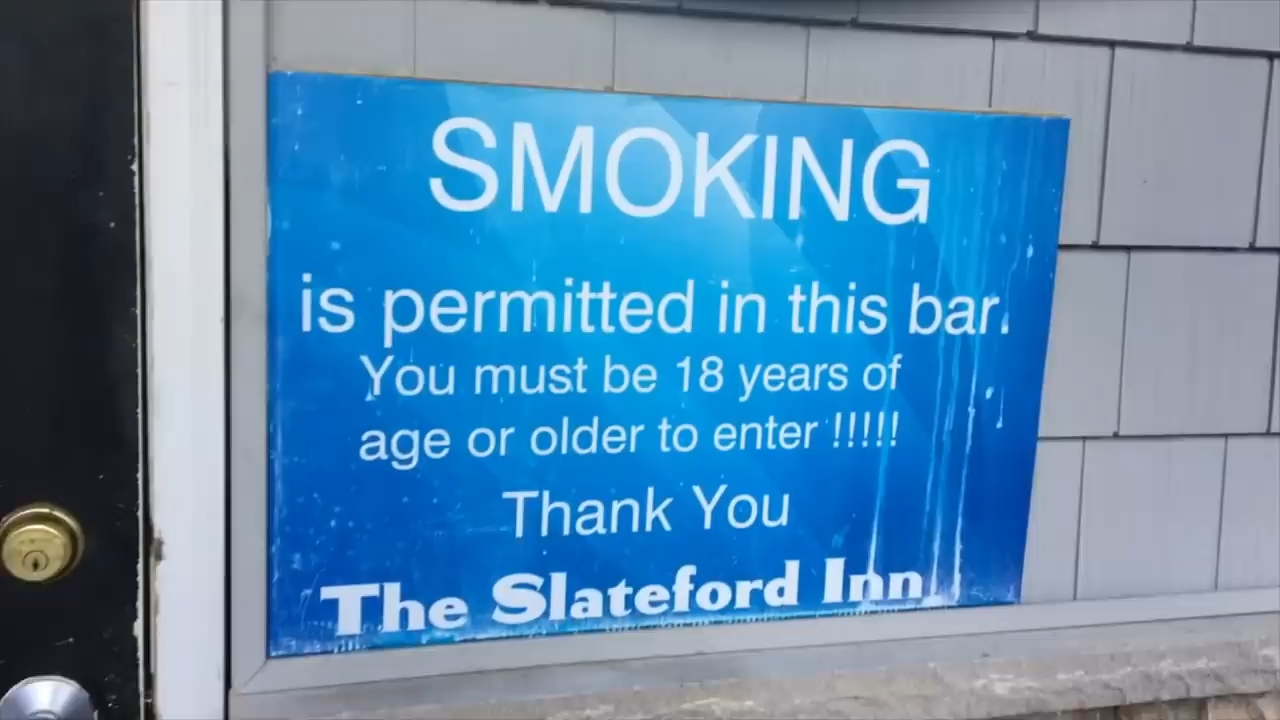 SMOKING
is permitted in this bar.
You must be 18 years of
age or older to enter !!!!!
Thank You
The Slateford Inn